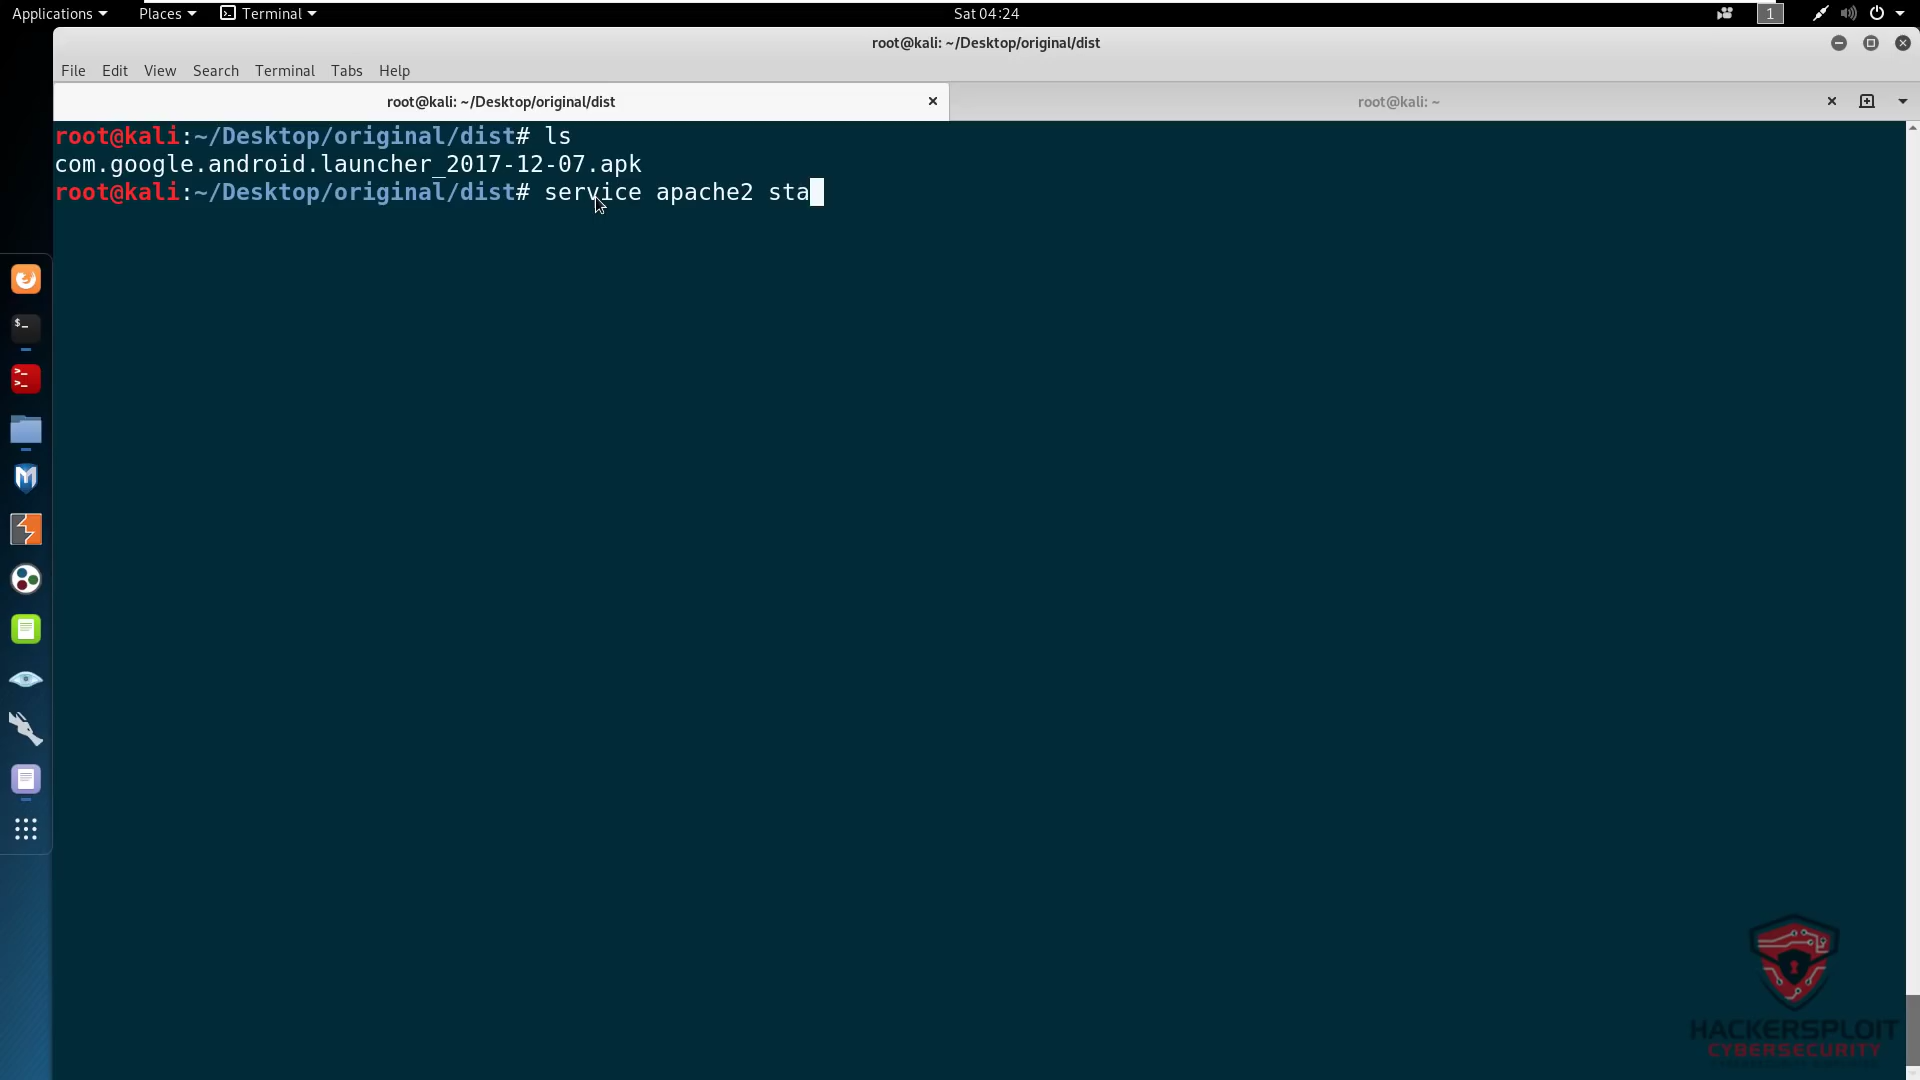 Applications Places Terminal Sat 04:24 1
root@kali: ~/Desktop/original/dist
File Edit View Search Terminal Tabs Help
root@kali: ~/Desktop/original/dist root@kali: ~
root@kali:~/Desktop/original/dist# ls
com.google.android.launcher_2017-12-07.apk
root@kali:~/Desktop/original/dist# service apache2 sta
HACKERSPLOIT
CYBERSECURITY